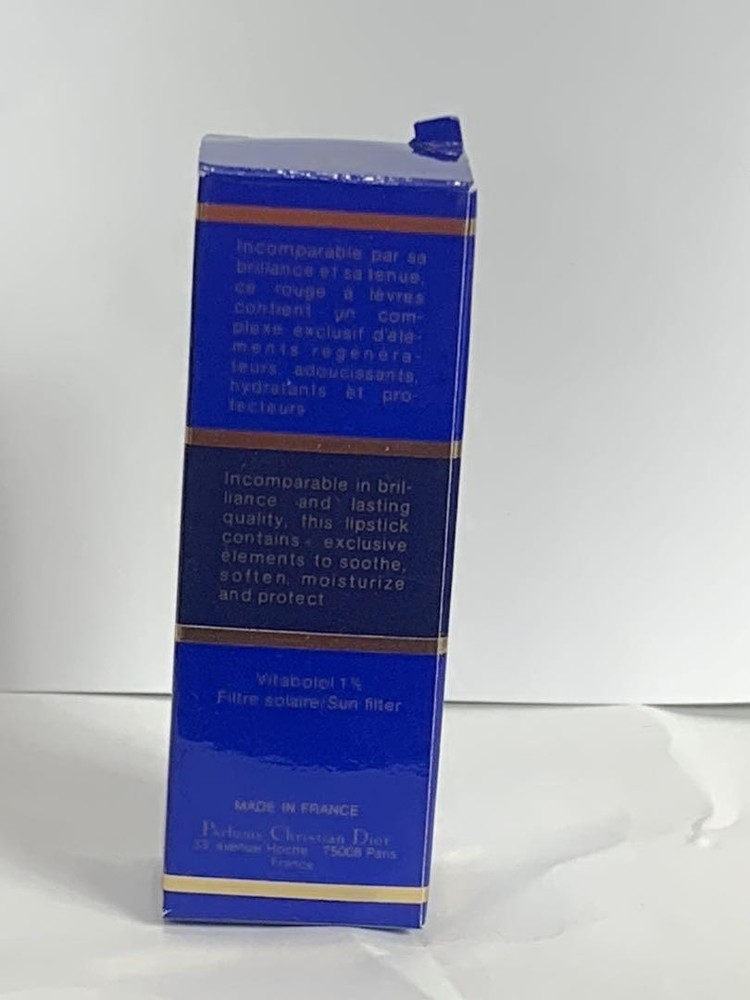 Incomparable par sa
brillance et sa tenue,
ce rouge à lèvres
contient un com-
plexe exclusif d'élé-
ments régénéra-
teurs, adoucissants,
hydratants et pro-
tecteurs
Incomparable in bril-
liance and lasting
quality, this lipstick
contains exclusive
elements to soothe,
soften, moisturize
and protect
Vitabolol 1%
Filtre solaire/Sun filter
MADE IN FRANCE
Parfums Christian Dior
33 avenue Hoche 75008 Paris
France